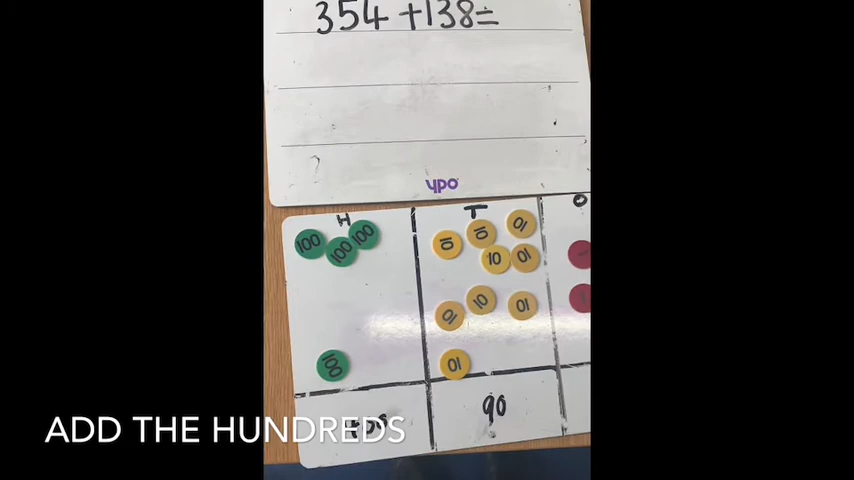 354 +138=
ypo
H T O
100 100 100 10 10 10
10 10
10 10 10
100 10
90
ADD THE HUNDREDS